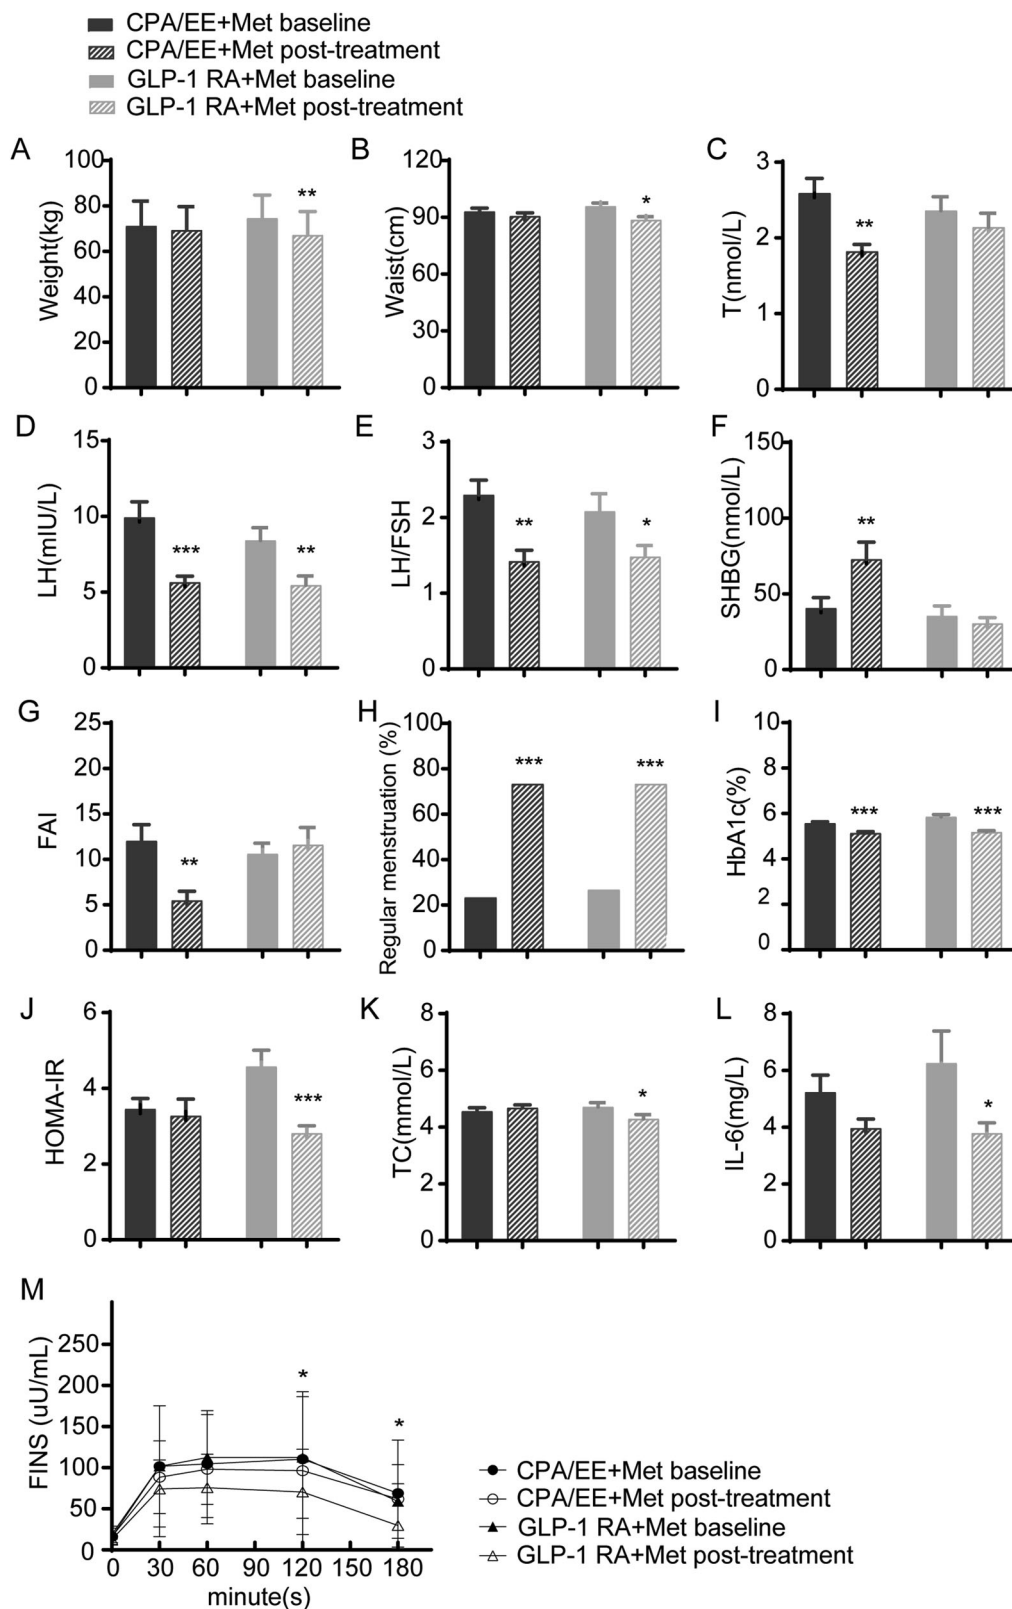 CPA/EE+Met baseline
CPA/EE+Met post-treatment
GLP-1 RA+Met baseline
GLP-1 RA+Met post-treatment
A
Weight(kg)
100
80
60
40
20
0
**
B
Waist(cm)
120
90
60
30
0
*
C
T(nmol/L)
3
2
1
0
**
D
LH(mIU/L)
15
10
5
0
***
**
E
LH/FSH
3
2
1
0
**
*
F
SHBG(nmol/L)
150
100
50
0
**
G
FAI
25
20
15
10
5
0
**
H
Regular menstruation (%)
100
80
60
40
20
0
***
***
I
HbA1c(%)
10
8
6
4
2
0
***
***
J
HOMA-IR
6
4
2
0
***
K
TC(mmol/L)
8
6
4
2
0
*
L
IL-6(mg/L)
8
6
4
2
0
*
M
FINS (uU/mL)
250
200
150
100
50
0
*
*
0 30 60 90 120 150 180
minute(s)
CPA/EE+Met baseline
CPA/EE+Met post-treatment
GLP-1 RA+Met baseline
GLP-1 RA+Met post-treatment